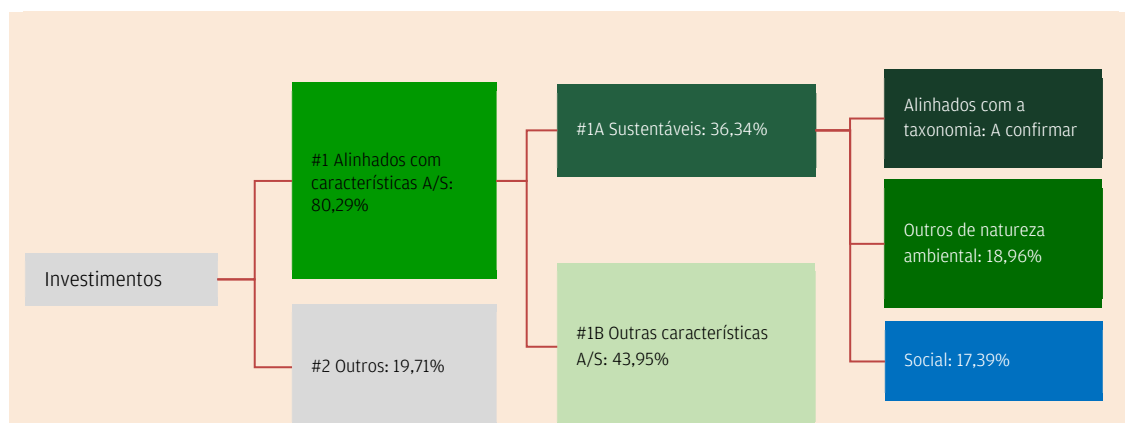 Investimentos
#1 Alinhados com
características A/S:
80,29%
#2 Outros: 19,71%
#1A Sustentáveis: 36,34%
#1B Outras características
A/S: 43,95%
Alinhados com a
taxonomia: A confirmar
Outros de natureza
ambiental: 18,96%
Social: 17,39%